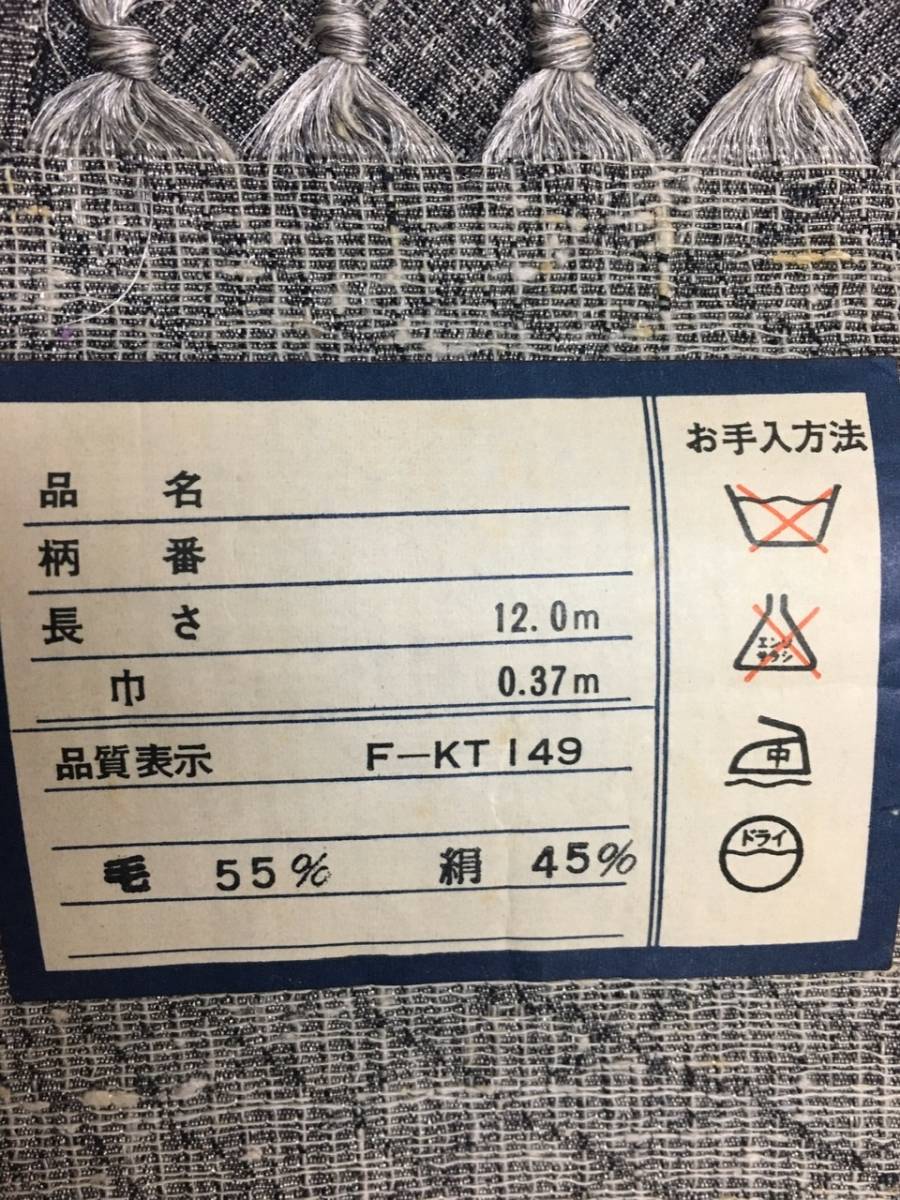 品 名
柄 番
長 さ 12.0m
巾 0.37m
品質表示 F-KT149
毛 55% 絹 45%
お手入方法
エンソ
サラシ
中
ドライ